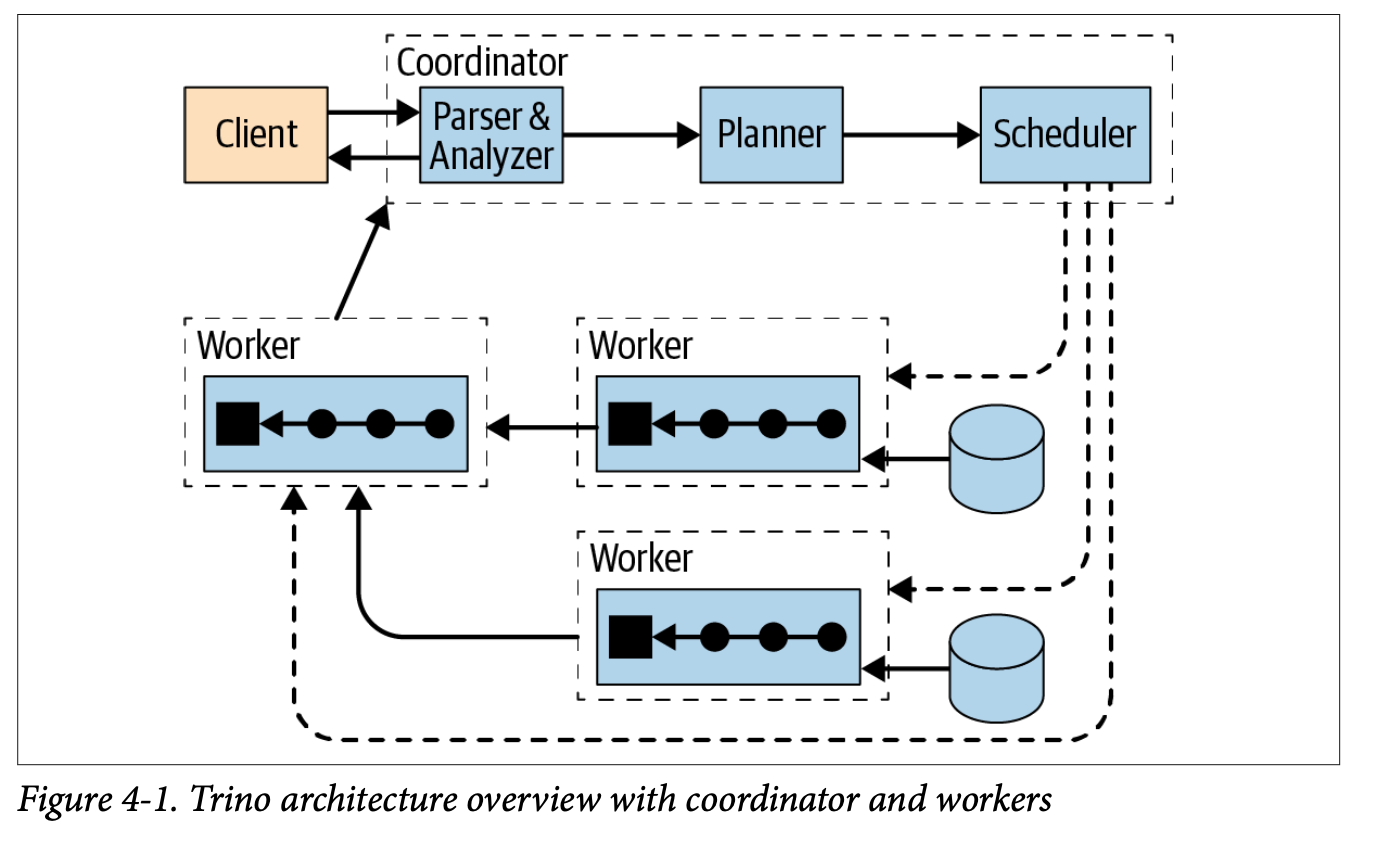 Coordinator
Client
Parser &
Analyzer
Planner
Scheduler
Worker
Worker
Worker
Figure 4-1. Trino architecture overview with coordinator and workers